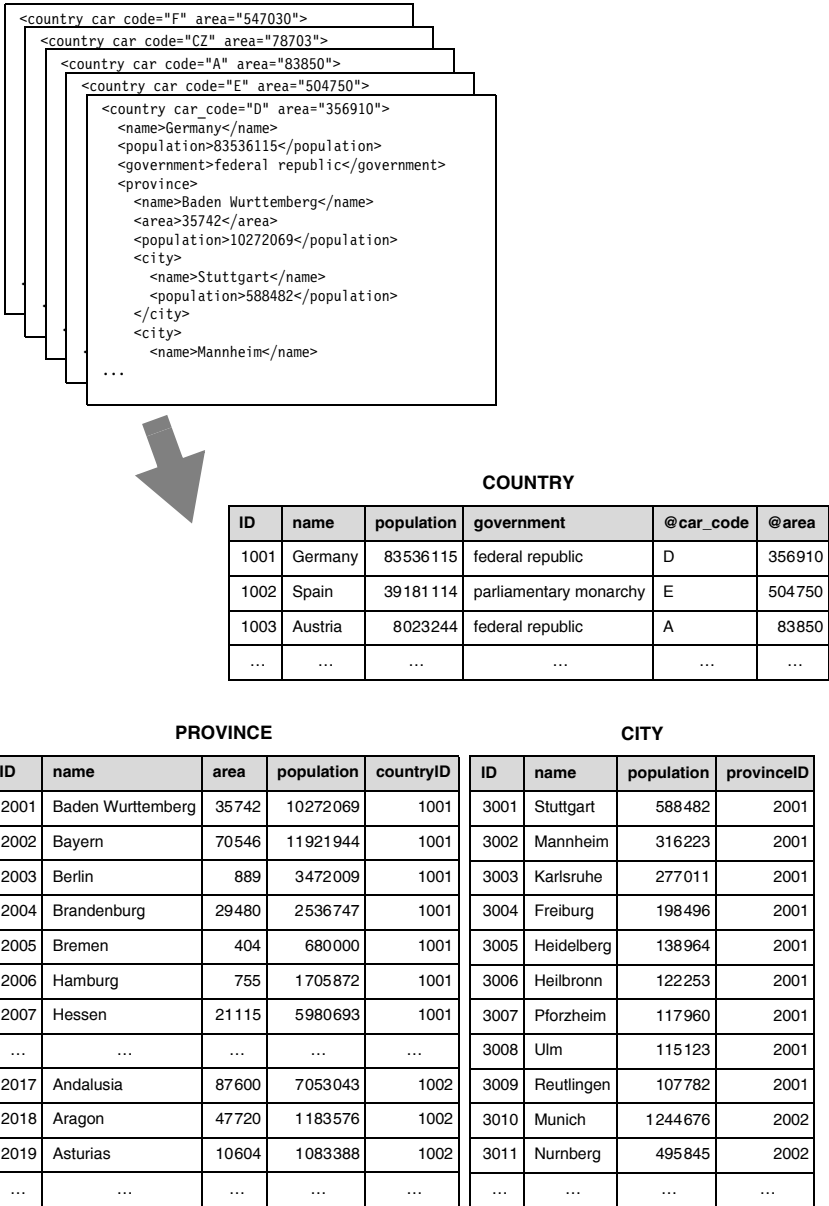 <country car code="F" area="547030">
<country car code="CZ" area="78703">
<country car code="A" area="83850">
<country car code="E" area="504750">
<country car_code="D" area="356910">
<name>Germany</name>
<population>83536115</population>
<government>federal republic</government>
<province>
<name>Baden Wurttemberg</name>
<area>35742</area>
<population>10272069</population>
<city>
<name>Stuttgart</name>
<population>588482</population>
</city>
<city>
<name>Mannheim</name>
...
COUNTRY
ID name population government @car_code @area
1001 Germany 83536115 federal republic D 356910
1002 Spain 39181114 parliamentary monarchy E 504750
1003 Austria 8023244 federal republic A 83850
... ... ... ... ... ...
PROVINCE
ID name area population countryID
2001 Baden Wurttemberg 35742 10272069 1001
2002 Bayern 70546 11921944 1001
2003 Berlin 889 3472009 1001
2004 Brandenburg 29480 2536747 1001
2005 Bremen 404 680000 1001
2006 Hamburg 755 1705872 1001
2007 Hessen 21115 5980693 1001
... ... ... ... ...
2017 Andalusia 87600 7053043 1002
2018 Aragon 47720 1183576 1002
2019 Asturias 10604 1083388 1002
... ... ... ... ...
CITY
ID name population provinceID
3001 Stuttgart 588482 2001
3002 Mannheim 316223 2001
3003 Karlsruhe 277011 2001
3004 Freiburg 198496 2001
3005 Heidelberg 138964 2001
3006 Heilbronn 122253 2001
3007 Pforzheim 117960 2001
3008 Ulm 115123 2001
3009 Reutlingen 107782 2001
3010 Munich 1244676 2002
3011 Nurnberg 495845 2002
... ... ... ...